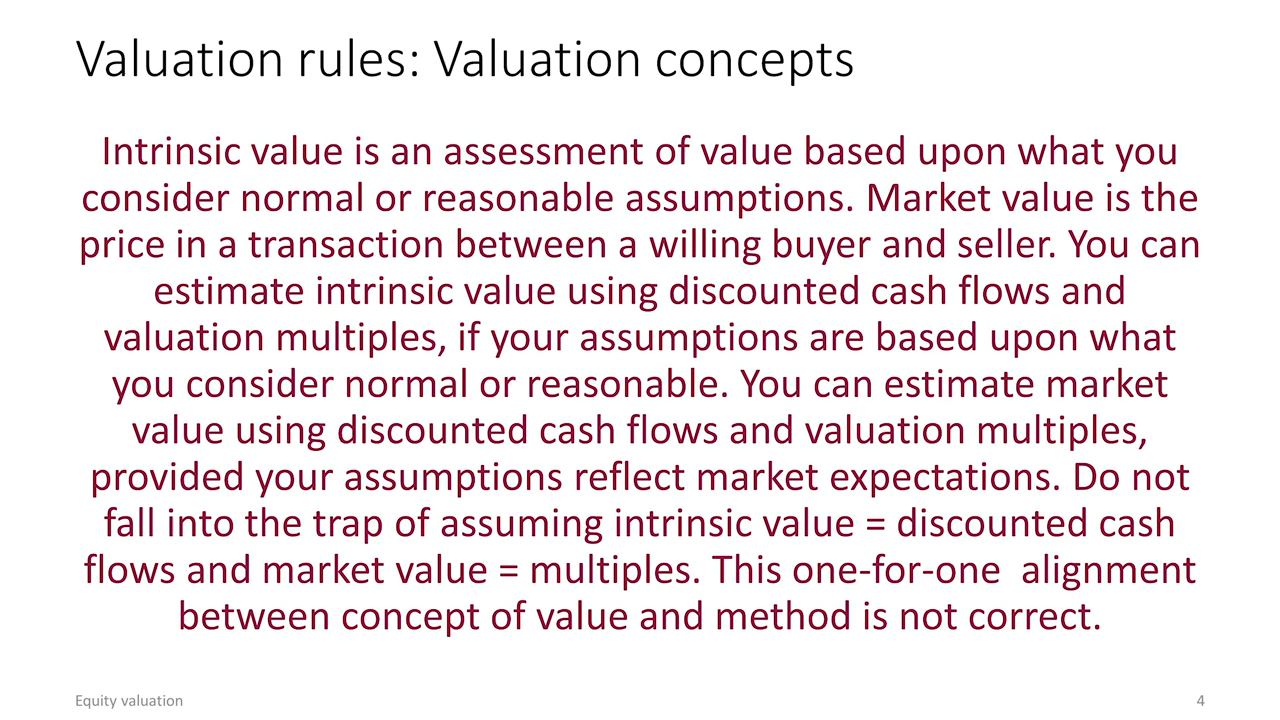 Valuation rules: Valuation concepts
Intrinsic value is an assessment of value based upon what you
consider normal or reasonable assumptions. Market value is the
price in a transaction between a willing buyer and seller. You can
estimate intrinsic value using discounted cash flows and
valuation multiples, if your assumptions are based upon what
you consider normal or reasonable. You can estimate market
value using discounted cash flows and valuation multiples,
provided your assumptions reflect market expectations. Do not
fall into the trap of assuming intrinsic value = discounted cash
flows and market value = multiples. This one-for-one  alignment
between concept of value and method is not correct.
Equity valuation
4